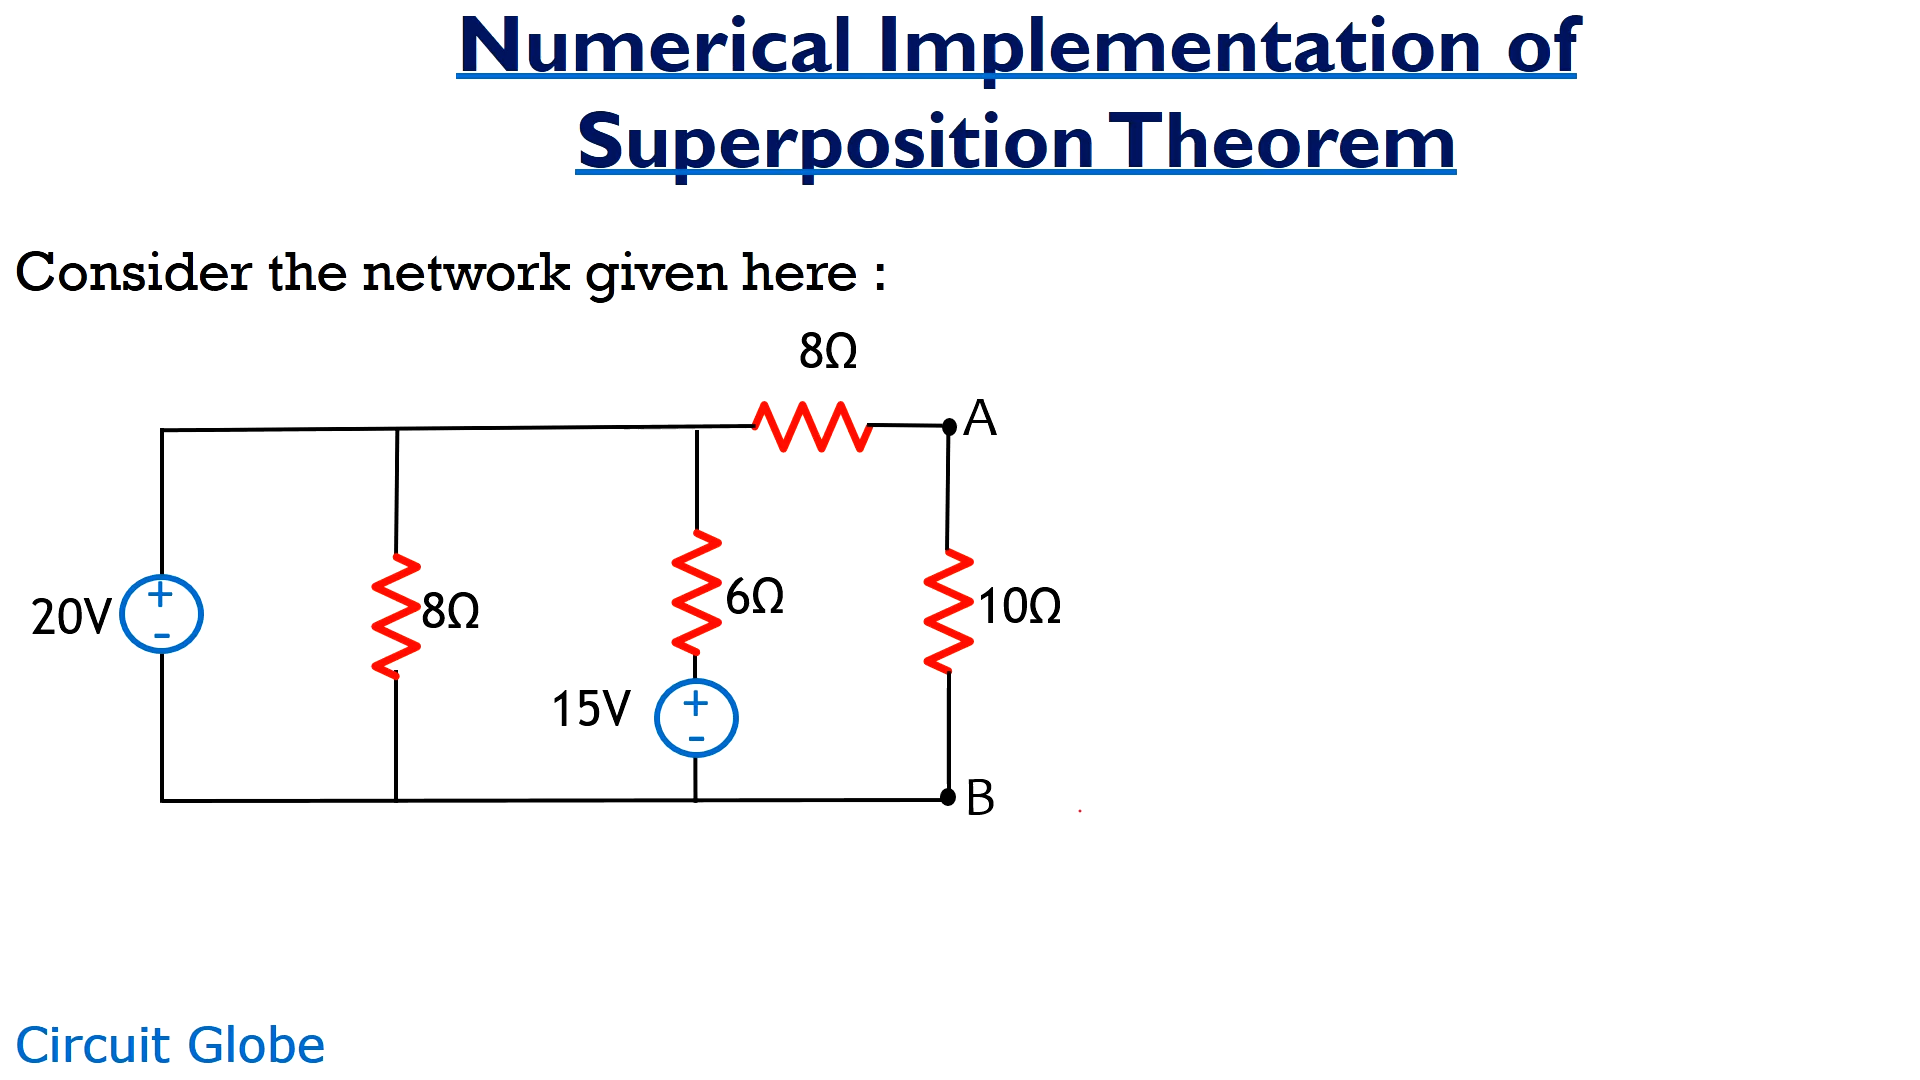 Numerical Implementation of
Superposition Theorem
Consider the network given here :
8Ω
A
20V
+
-
8Ω
6Ω
10Ω
15V
+
-
B
Circuit Globe